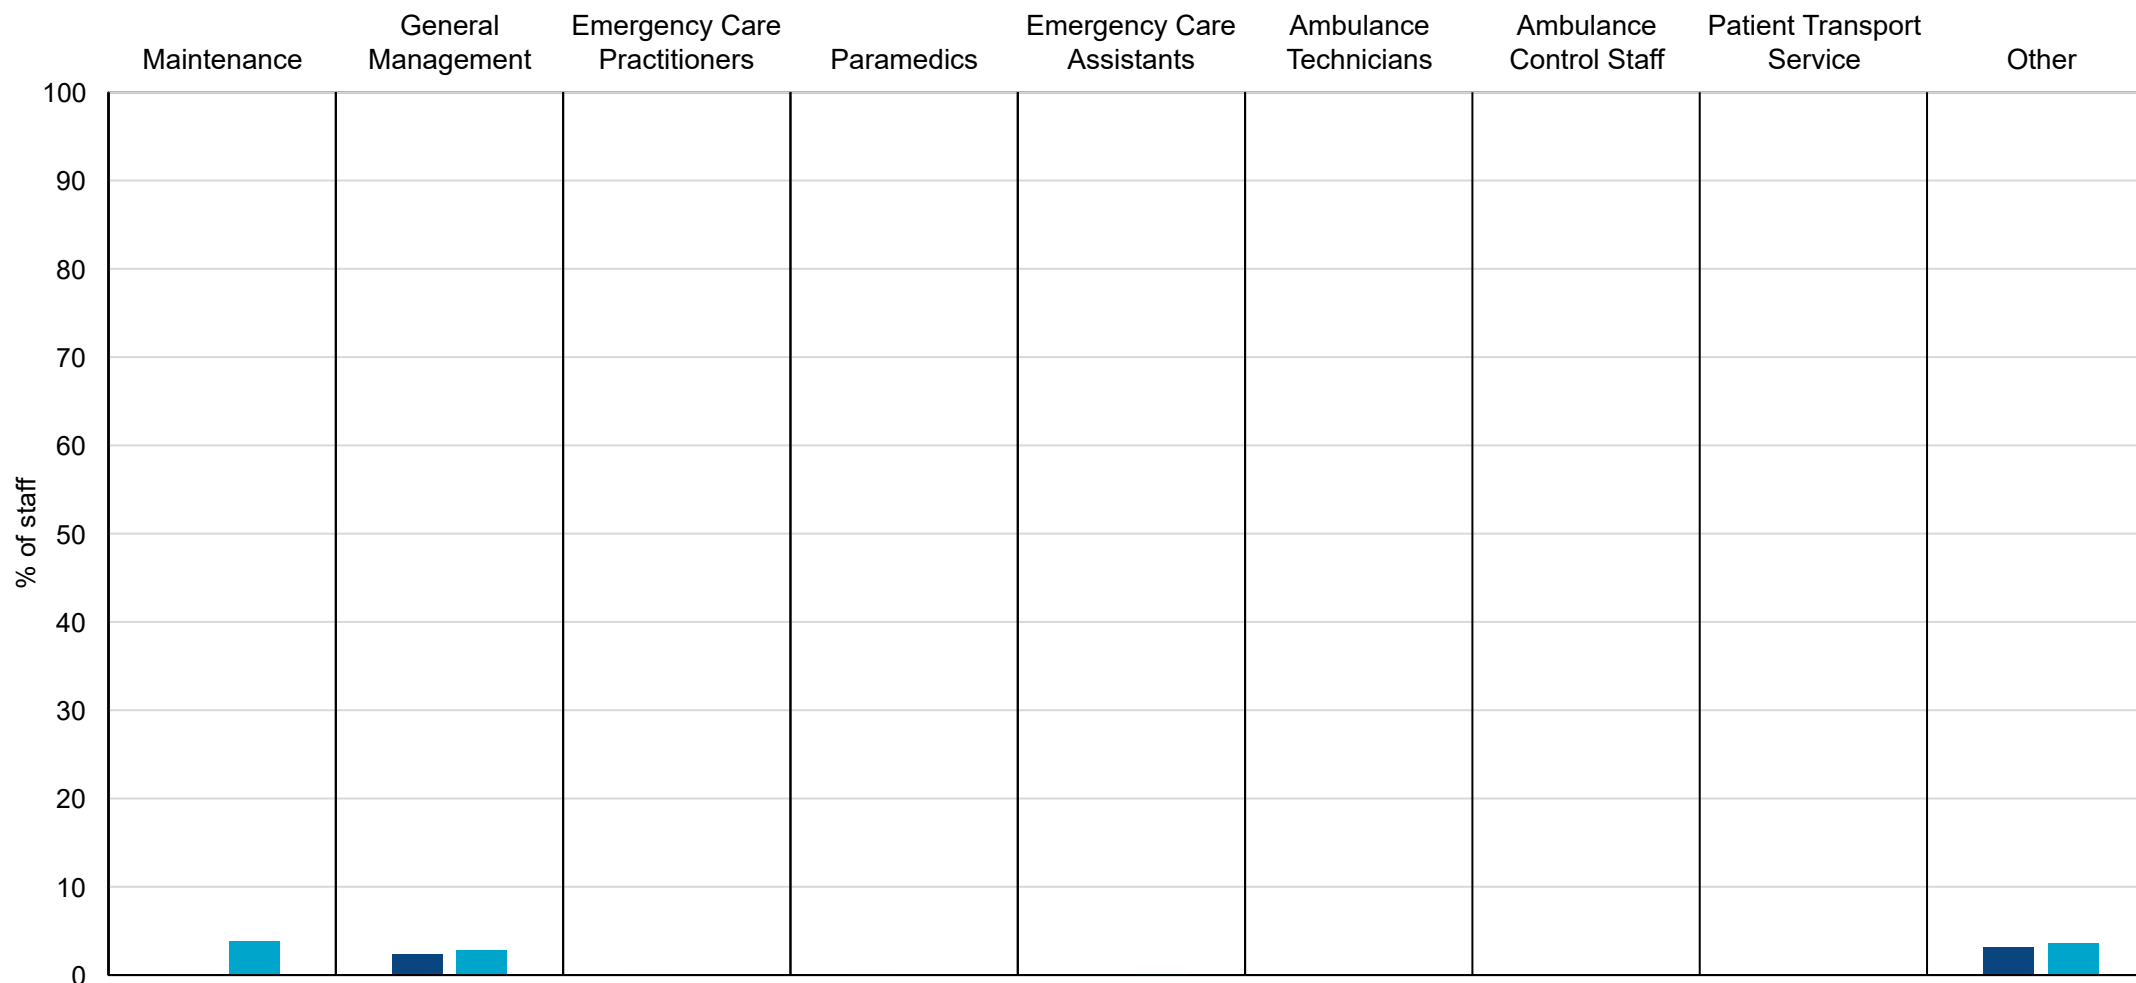 Maintenance
General
Management
Emergency Care
Practitioners
Paramedics
Emergency Care
Assistants
Ambulance
Technicians
Ambulance
Control Staff
Patient Transport
Service
Other
100
90
80
70
60
50
40
30
20
10
0
% of staff